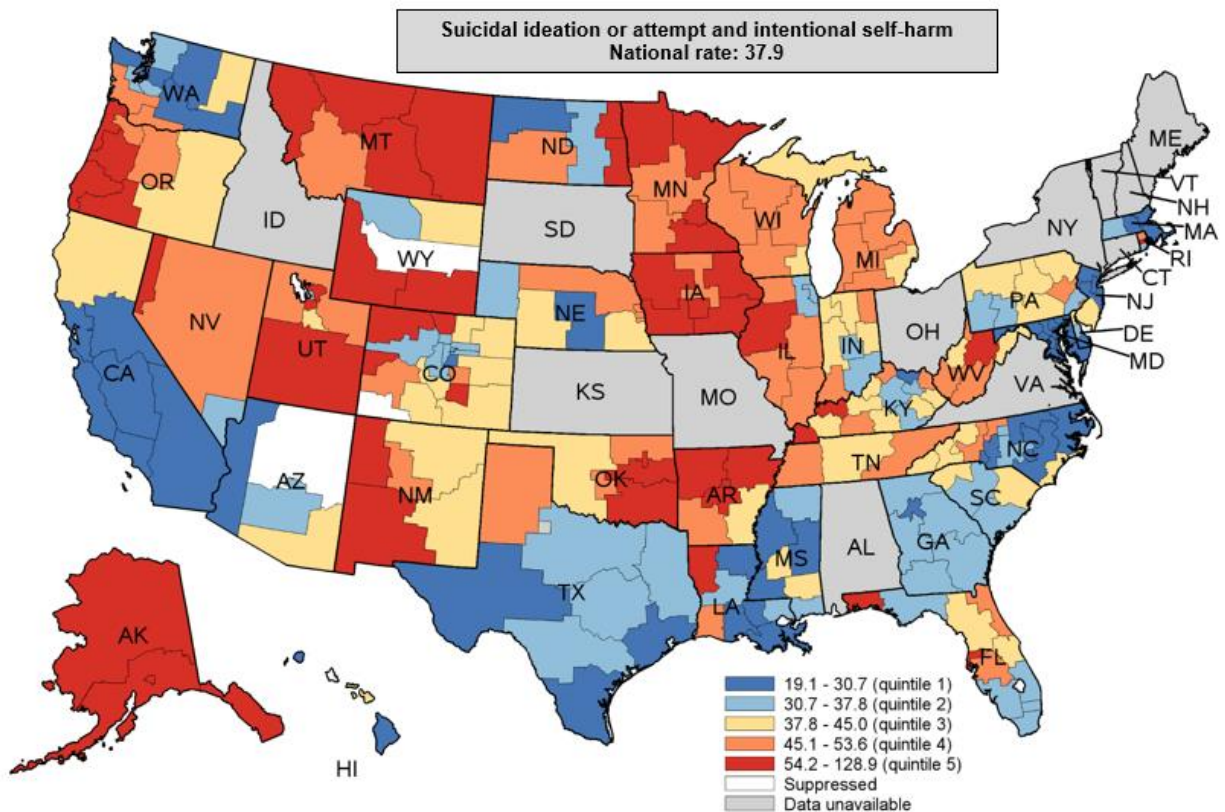 Suicidal ideation or attempt and intentional self-harm
National rate: 37.9
WA
MT
ND
MN
ME
VT
NH
MA
RI
CT
NY
NJ
DE
MD
OR
ID
SD
WI
MI
WY
IA
PA
NV
NE
IL
IN
OH
UT
CA
CO
KS
MO
WV
VA
KY
AZ
NM
OK
AR
TN
NC
SC
TX
LA
MS
AL
GA
FL
AK
HI
19.1 - 30.7 (quintile 1)
30.7 - 37.8 (quintile 2)
37.8 - 45.0 (quintile 3)
45.1 - 53.6 (quintile 4)
54.2 - 128.9 (quintile 5)
Suppressed
Data unavailable